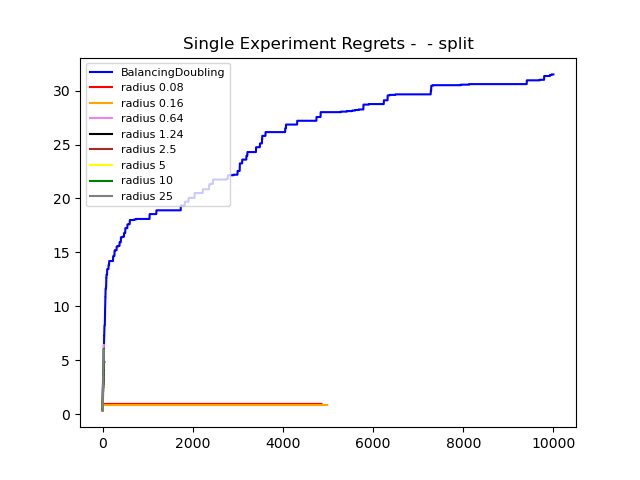 Single Experiment Regrets -  - split
BalancingDoubling
radius 0.08
radius 0.16
radius 0.64
radius 1.24
radius 2.5
radius 5
radius 10
radius 25
30
25
20
15
10
5
0
0 2000 4000 6000 8000 10000